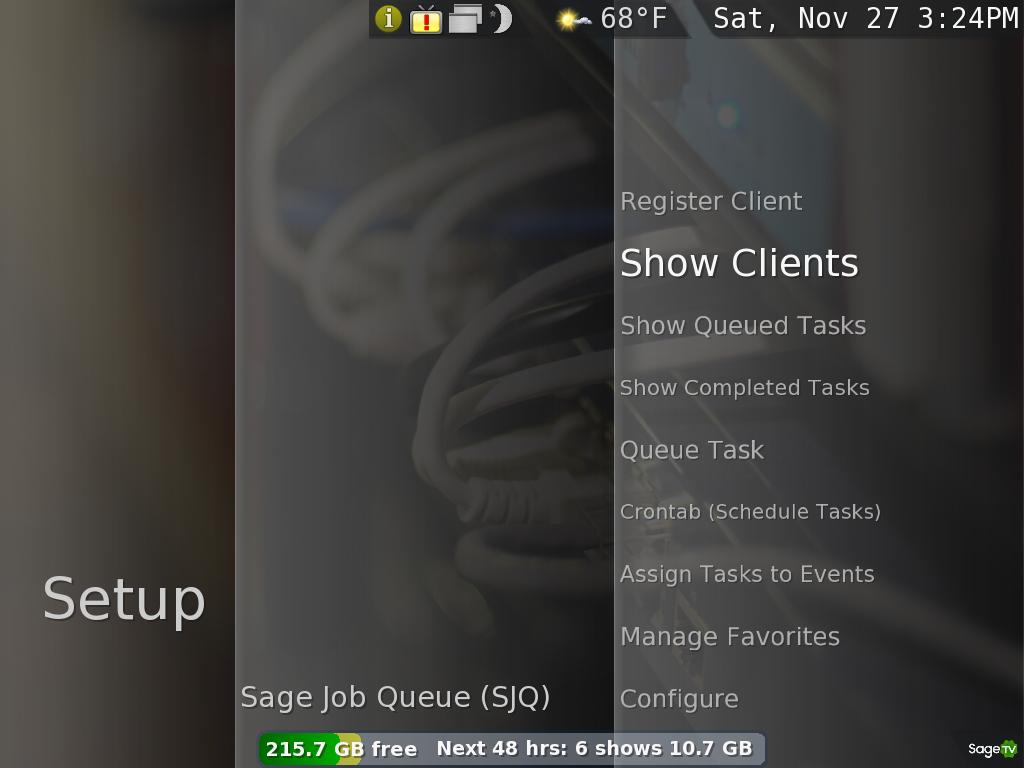 68°F Sat, Nov 27 3:24PM
Register Client
Show Clients
Show Queued Tasks
Show Completed Tasks
Queue Task
Crontab (Schedule Tasks)
Assign Tasks to Events
Setup
Manage Favorites
Sage Job Queue (SJQ)
Configure
215.7 GB free Next 48 hrs: 6 shows 10.7 GB
SageTV